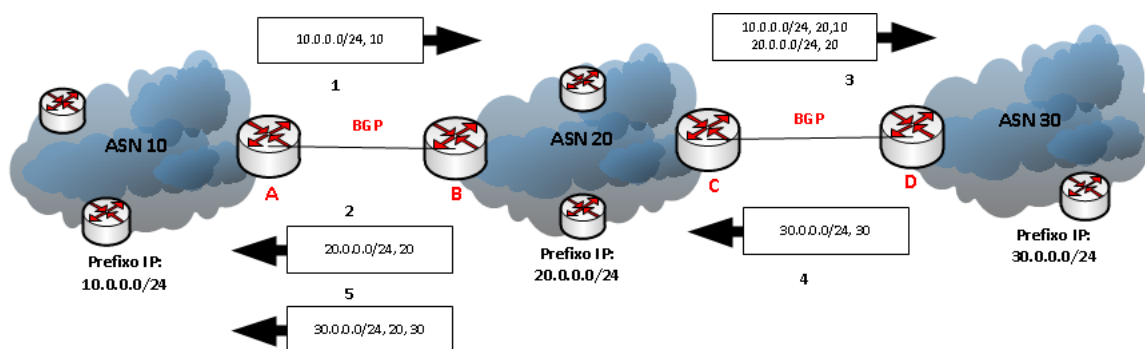 10.0.0.0/24, 10
1
10.0.0.0/24, 20,10
20.0.0.0/24, 20
3
ASN 10
BGP
ASN 20
BGP
ASN 30
A
B
C
D
2
20.0.0.0/24, 20
30.0.0.0/24, 30
4
Prefixo IP:
10.0.0.0/24
Prefixo IP:
20.0.0.0/24
Prefixo IP:
30.0.0.0/24
5
30.0.0.0/24, 20, 30